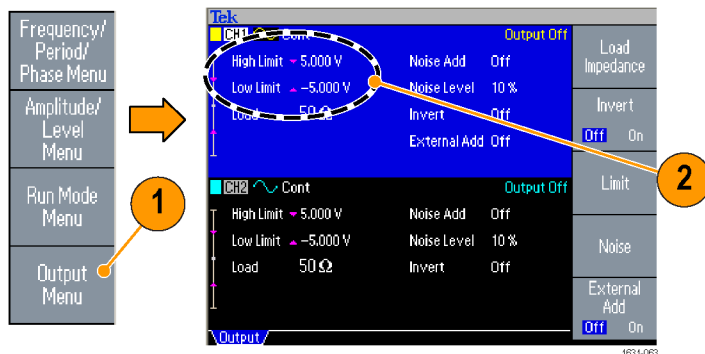 Frequency/
Period/
Phase Menu
Amplitude/
Level
Menu
Run Mode
Menu
Output
Menu
1
Tek
CH1 Cont Output Off
High Limit 5.000 V Noise Add Off
Low Limit -5.000 V Noise Level 10 %
Load 50 Ω Invert Off
External Add Off
CH2 Cont Output Off
High Limit 5.000 V Noise Add Off
Low Limit -5.000 V Noise Level 10 %
Load 50 Ω Invert Off
Output
Load
Impedance
Invert
Off On
Limit
Noise
External
Add
Off On
2
1634-063